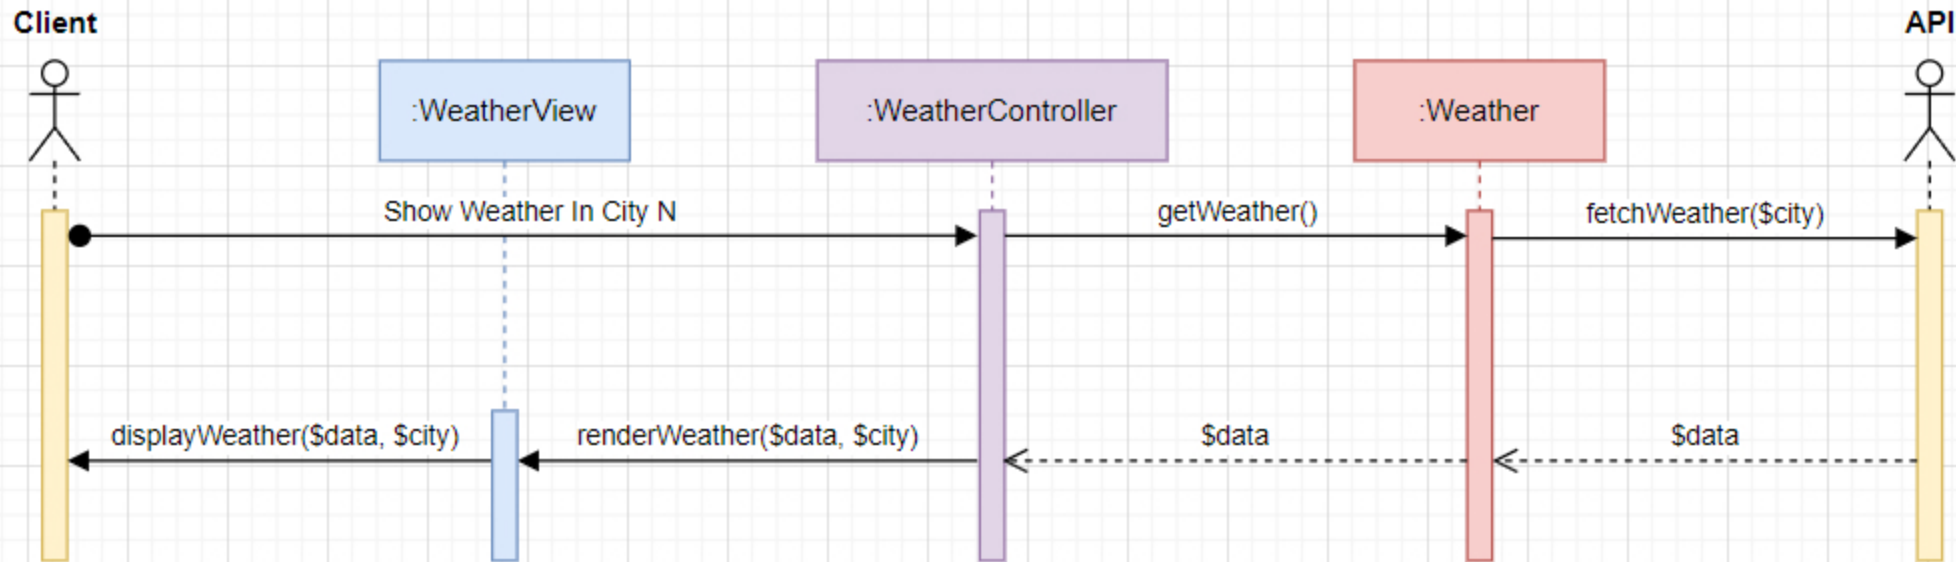 Client
API
:WeatherView
:WeatherController
:Weather
Show Weather In City N
getWeather()
fetchWeather($city)
displayWeather($data, $city)
renderWeather($data, $city)
$data
$data